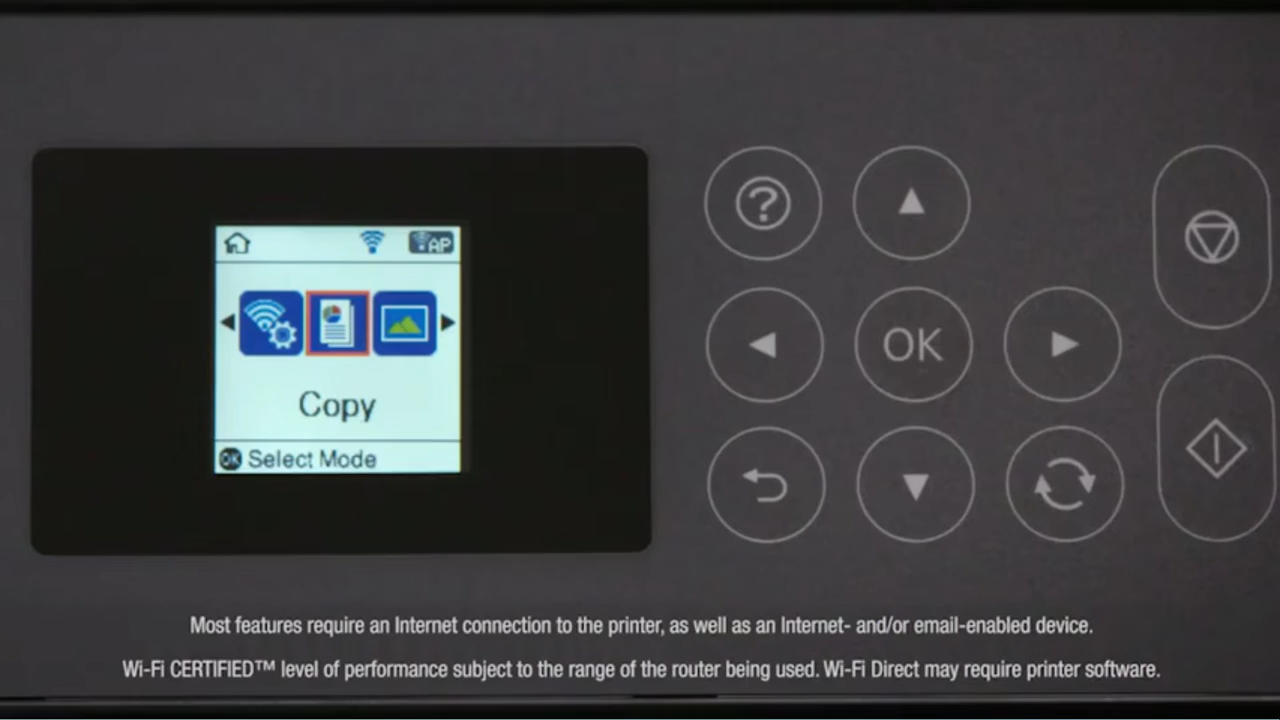 AP
Copy
OK Select Mode
?
OK
Most features require an Internet connection to the printer, as well as an Internet- and/or email-enabled device.
Wi-Fi CERTIFIED™ level of performance subject to the range of the router being used. Wi-Fi Direct may require printer software.